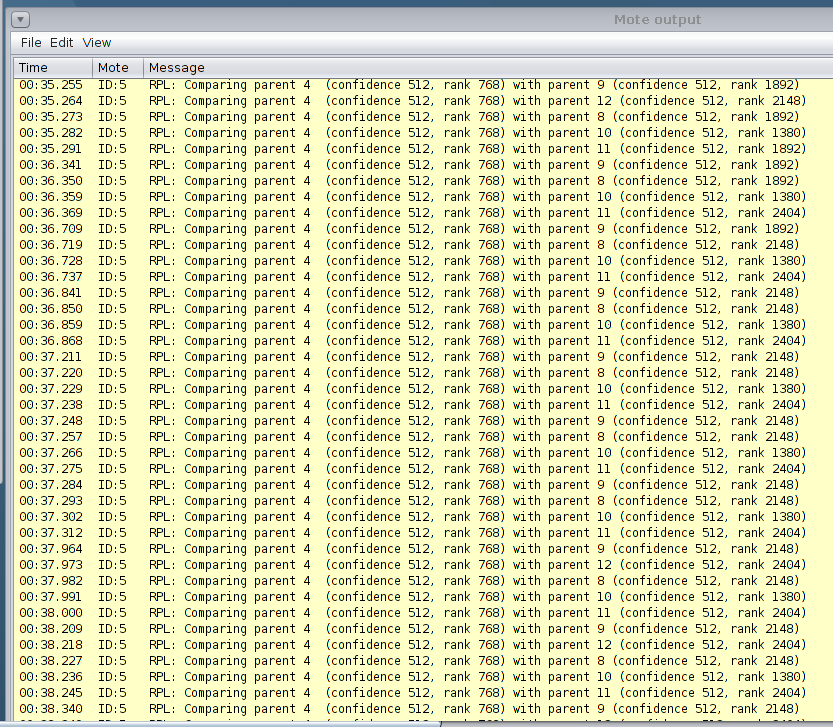 Mote output
File Edit View
Time Mote Message
00:35.255 ID:5 RPL: Comparing parent 4 (confidence 512, rank 768) with parent 9 (confidence 512, rank 1892)
00:35.264 ID:5 RPL: Comparing parent 4 (confidence 512, rank 768) with parent 12 (confidence 512, rank 2148)
00:35.273 ID:5 RPL: Comparing parent 4 (confidence 512, rank 768) with parent 8 (confidence 512, rank 1892)
00:35.282 ID:5 RPL: Comparing parent 4 (confidence 512, rank 768) with parent 10 (confidence 512, rank 1380)
00:35.291 ID:5 RPL: Comparing parent 4 (confidence 512, rank 768) with parent 11 (confidence 512, rank 1892)
00:36.341 ID:5 RPL: Comparing parent 4 (confidence 512, rank 768) with parent 9 (confidence 512, rank 1892)
00:36.350 ID:5 RPL: Comparing parent 4 (confidence 512, rank 768) with parent 8 (confidence 512, rank 1892)
00:36.359 ID:5 RPL: Comparing parent 4 (confidence 512, rank 768) with parent 10 (confidence 512, rank 1380)
00:36.369 ID:5 RPL: Comparing parent 4 (confidence 512, rank 768) with parent 11 (confidence 512, rank 2404)
00:36.709 ID:5 RPL: Comparing parent 4 (confidence 512, rank 768) with parent 9 (confidence 512, rank 1892)
00:36.719 ID:5 RPL: Comparing parent 4 (confidence 512, rank 768) with parent 8 (confidence 512, rank 2148)
00:36.728 ID:5 RPL: Comparing parent 4 (confidence 512, rank 768) with parent 10 (confidence 512, rank 1380)
00:36.737 ID:5 RPL: Comparing parent 4 (confidence 512, rank 768) with parent 11 (confidence 512, rank 2404)
00:36.841 ID:5 RPL: Comparing parent 4 (confidence 512, rank 768) with parent 9 (confidence 512, rank 2148)
00:36.850 ID:5 RPL: Comparing parent 4 (confidence 512, rank 768) with parent 8 (confidence 512, rank 2148)
00:36.859 ID:5 RPL: Comparing parent 4 (confidence 512, rank 768) with parent 10 (confidence 512, rank 1380)
00:36.868 ID:5 RPL: Comparing parent 4 (confidence 512, rank 768) with parent 11 (confidence 512, rank 2404)
00:37.211 ID:5 RPL: Comparing parent 4 (confidence 512, rank 768) with parent 9 (confidence 512, rank 2148)
00:37.220 ID:5 RPL: Comparing parent 4 (confidence 512, rank 768) with parent 8 (confidence 512, rank 2148)
00:37.229 ID:5 RPL: Comparing parent 4 (confidence 512, rank 768) with parent 10 (confidence 512, rank 1380)
00:37.238 ID:5 RPL: Comparing parent 4 (confidence 512, rank 768) with parent 11 (confidence 512, rank 2404)
00:37.248 ID:5 RPL: Comparing parent 4 (confidence 512, rank 768) with parent 9 (confidence 512, rank 2148)
00:37.257 ID:5 RPL: Comparing parent 4 (confidence 512, rank 768) with parent 8 (confidence 512, rank 2148)
00:37.266 ID:5 RPL: Comparing parent 4 (confidence 512, rank 768) with parent 10 (confidence 512, rank 1380)
00:37.275 ID:5 RPL: Comparing parent 4 (confidence 512, rank 768) with parent 11 (confidence 512, rank 2404)
00:37.284 ID:5 RPL: Comparing parent 4 (confidence 512, rank 768) with parent 9 (confidence 512, rank 2148)
00:37.293 ID:5 RPL: Comparing parent 4 (confidence 512, rank 768) with parent 8 (confidence 512, rank 2148)
00:37.302 ID:5 RPL: Comparing parent 4 (confidence 512, rank 768) with parent 10 (confidence 512, rank 1380)
00:37.312 ID:5 RPL: Comparing parent 4 (confidence 512, rank 768) with parent 11 (confidence 512, rank 2404)
00:37.964 ID:5 RPL: Comparing parent 4 (confidence 512, rank 768) with parent 9 (confidence 512, rank 2148)
00:37.973 ID:5 RPL: Comparing parent 4 (confidence 512, rank 768) with parent 12 (confidence 512, rank 2404)
00:37.982 ID:5 RPL: Comparing parent 4 (confidence 512, rank 768) with parent 8 (confidence 512, rank 2148)
00:37.991 ID:5 RPL: Comparing parent 4 (confidence 512, rank 768) with parent 10 (confidence 512, rank 1380)
00:38.000 ID:5 RPL: Comparing parent 4 (confidence 512, rank 768) with parent 11 (confidence 512, rank 2404)
00:38.209 ID:5 RPL: Comparing parent 4 (confidence 512, rank 768) with parent 9 (confidence 512, rank 2148)
00:38.218 ID:5 RPL: Comparing parent 4 (confidence 512, rank 768) with parent 12 (confidence 512, rank 2404)
00:38.227 ID:5 RPL: Comparing parent 4 (confidence 512, rank 768) with parent 8 (confidence 512, rank 2148)
00:38.236 ID:5 RPL: Comparing parent 4 (confidence 512, rank 768) with parent 10 (confidence 512, rank 1380)
00:38.245 ID:5 RPL: Comparing parent 4 (confidence 512, rank 768) with parent 11 (confidence 512, rank 2404)
00:38.340 ID:5 RPL: Comparing parent 4 (confidence 512, rank 768) with parent 9 (confidence 512, rank 2148)